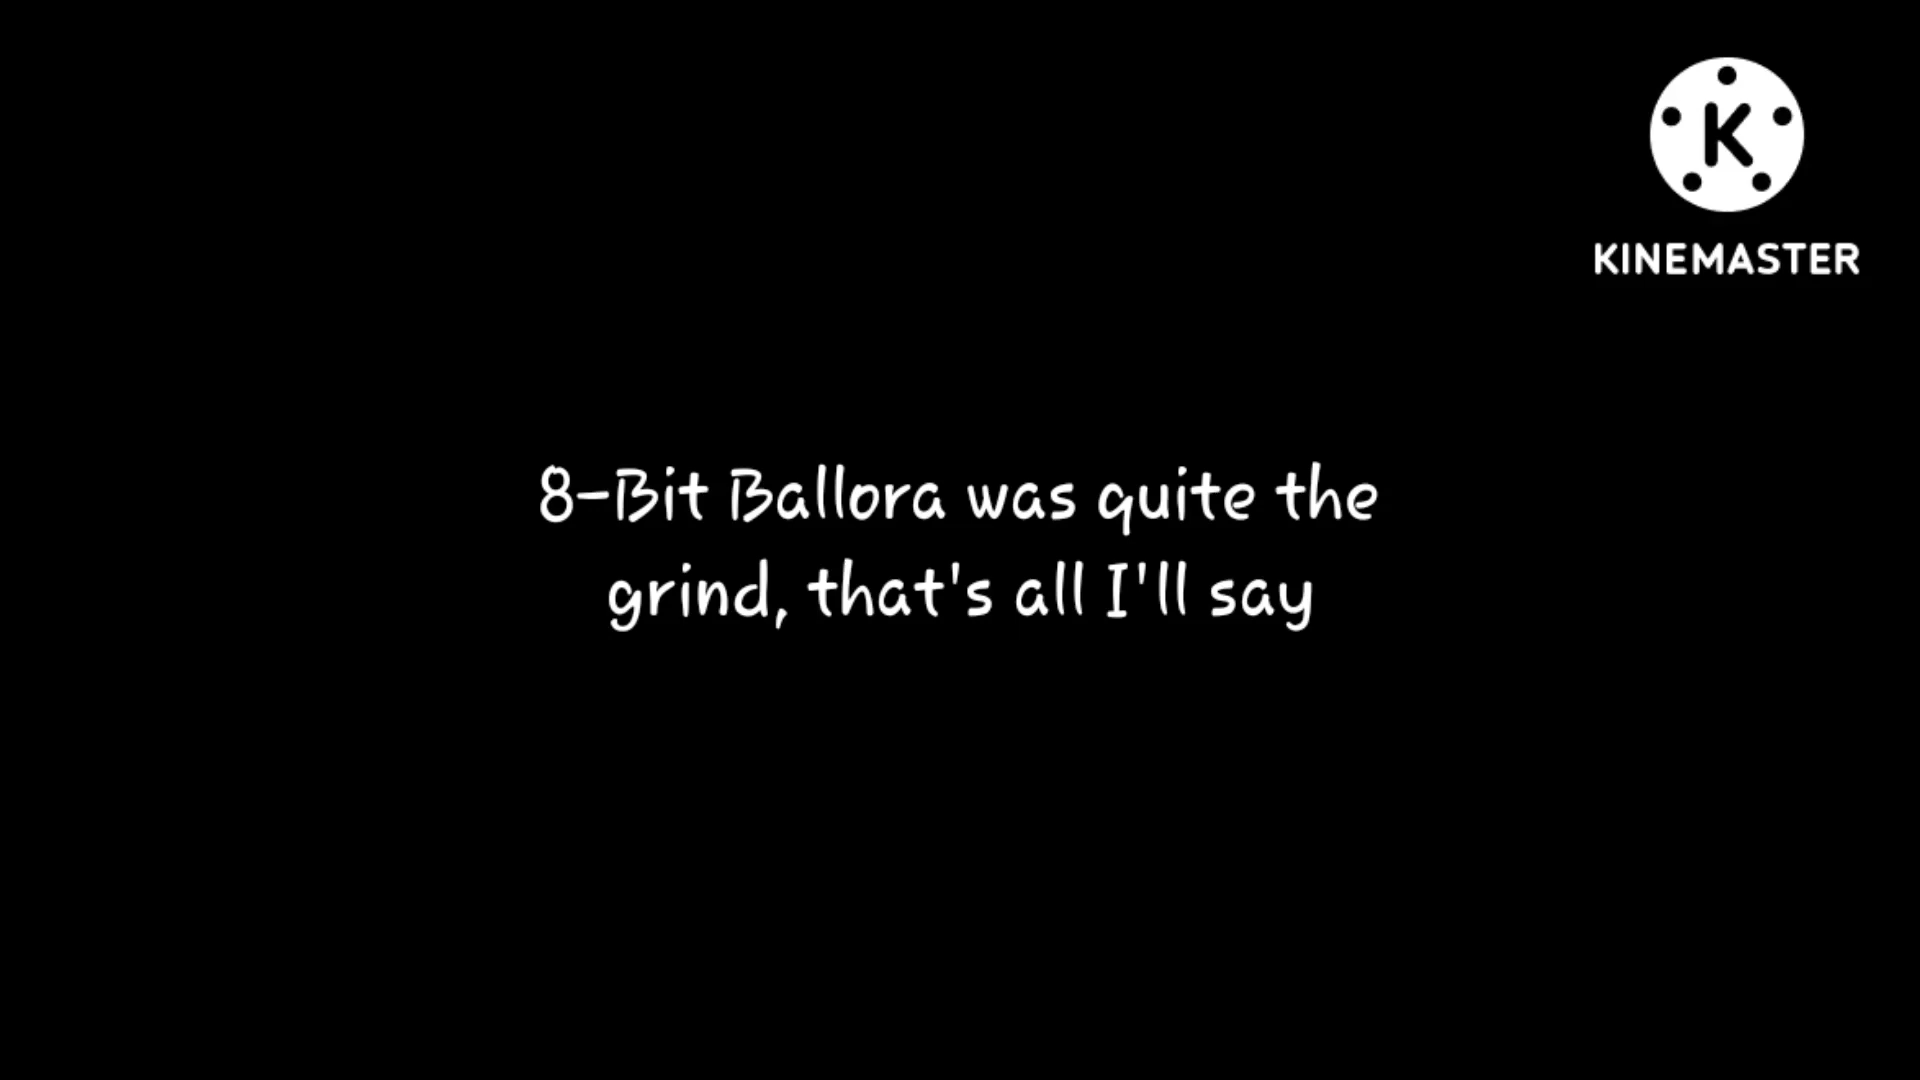 K
KINEMASTER
8-Bit Ballora was quite the
grind, that's all I'll say